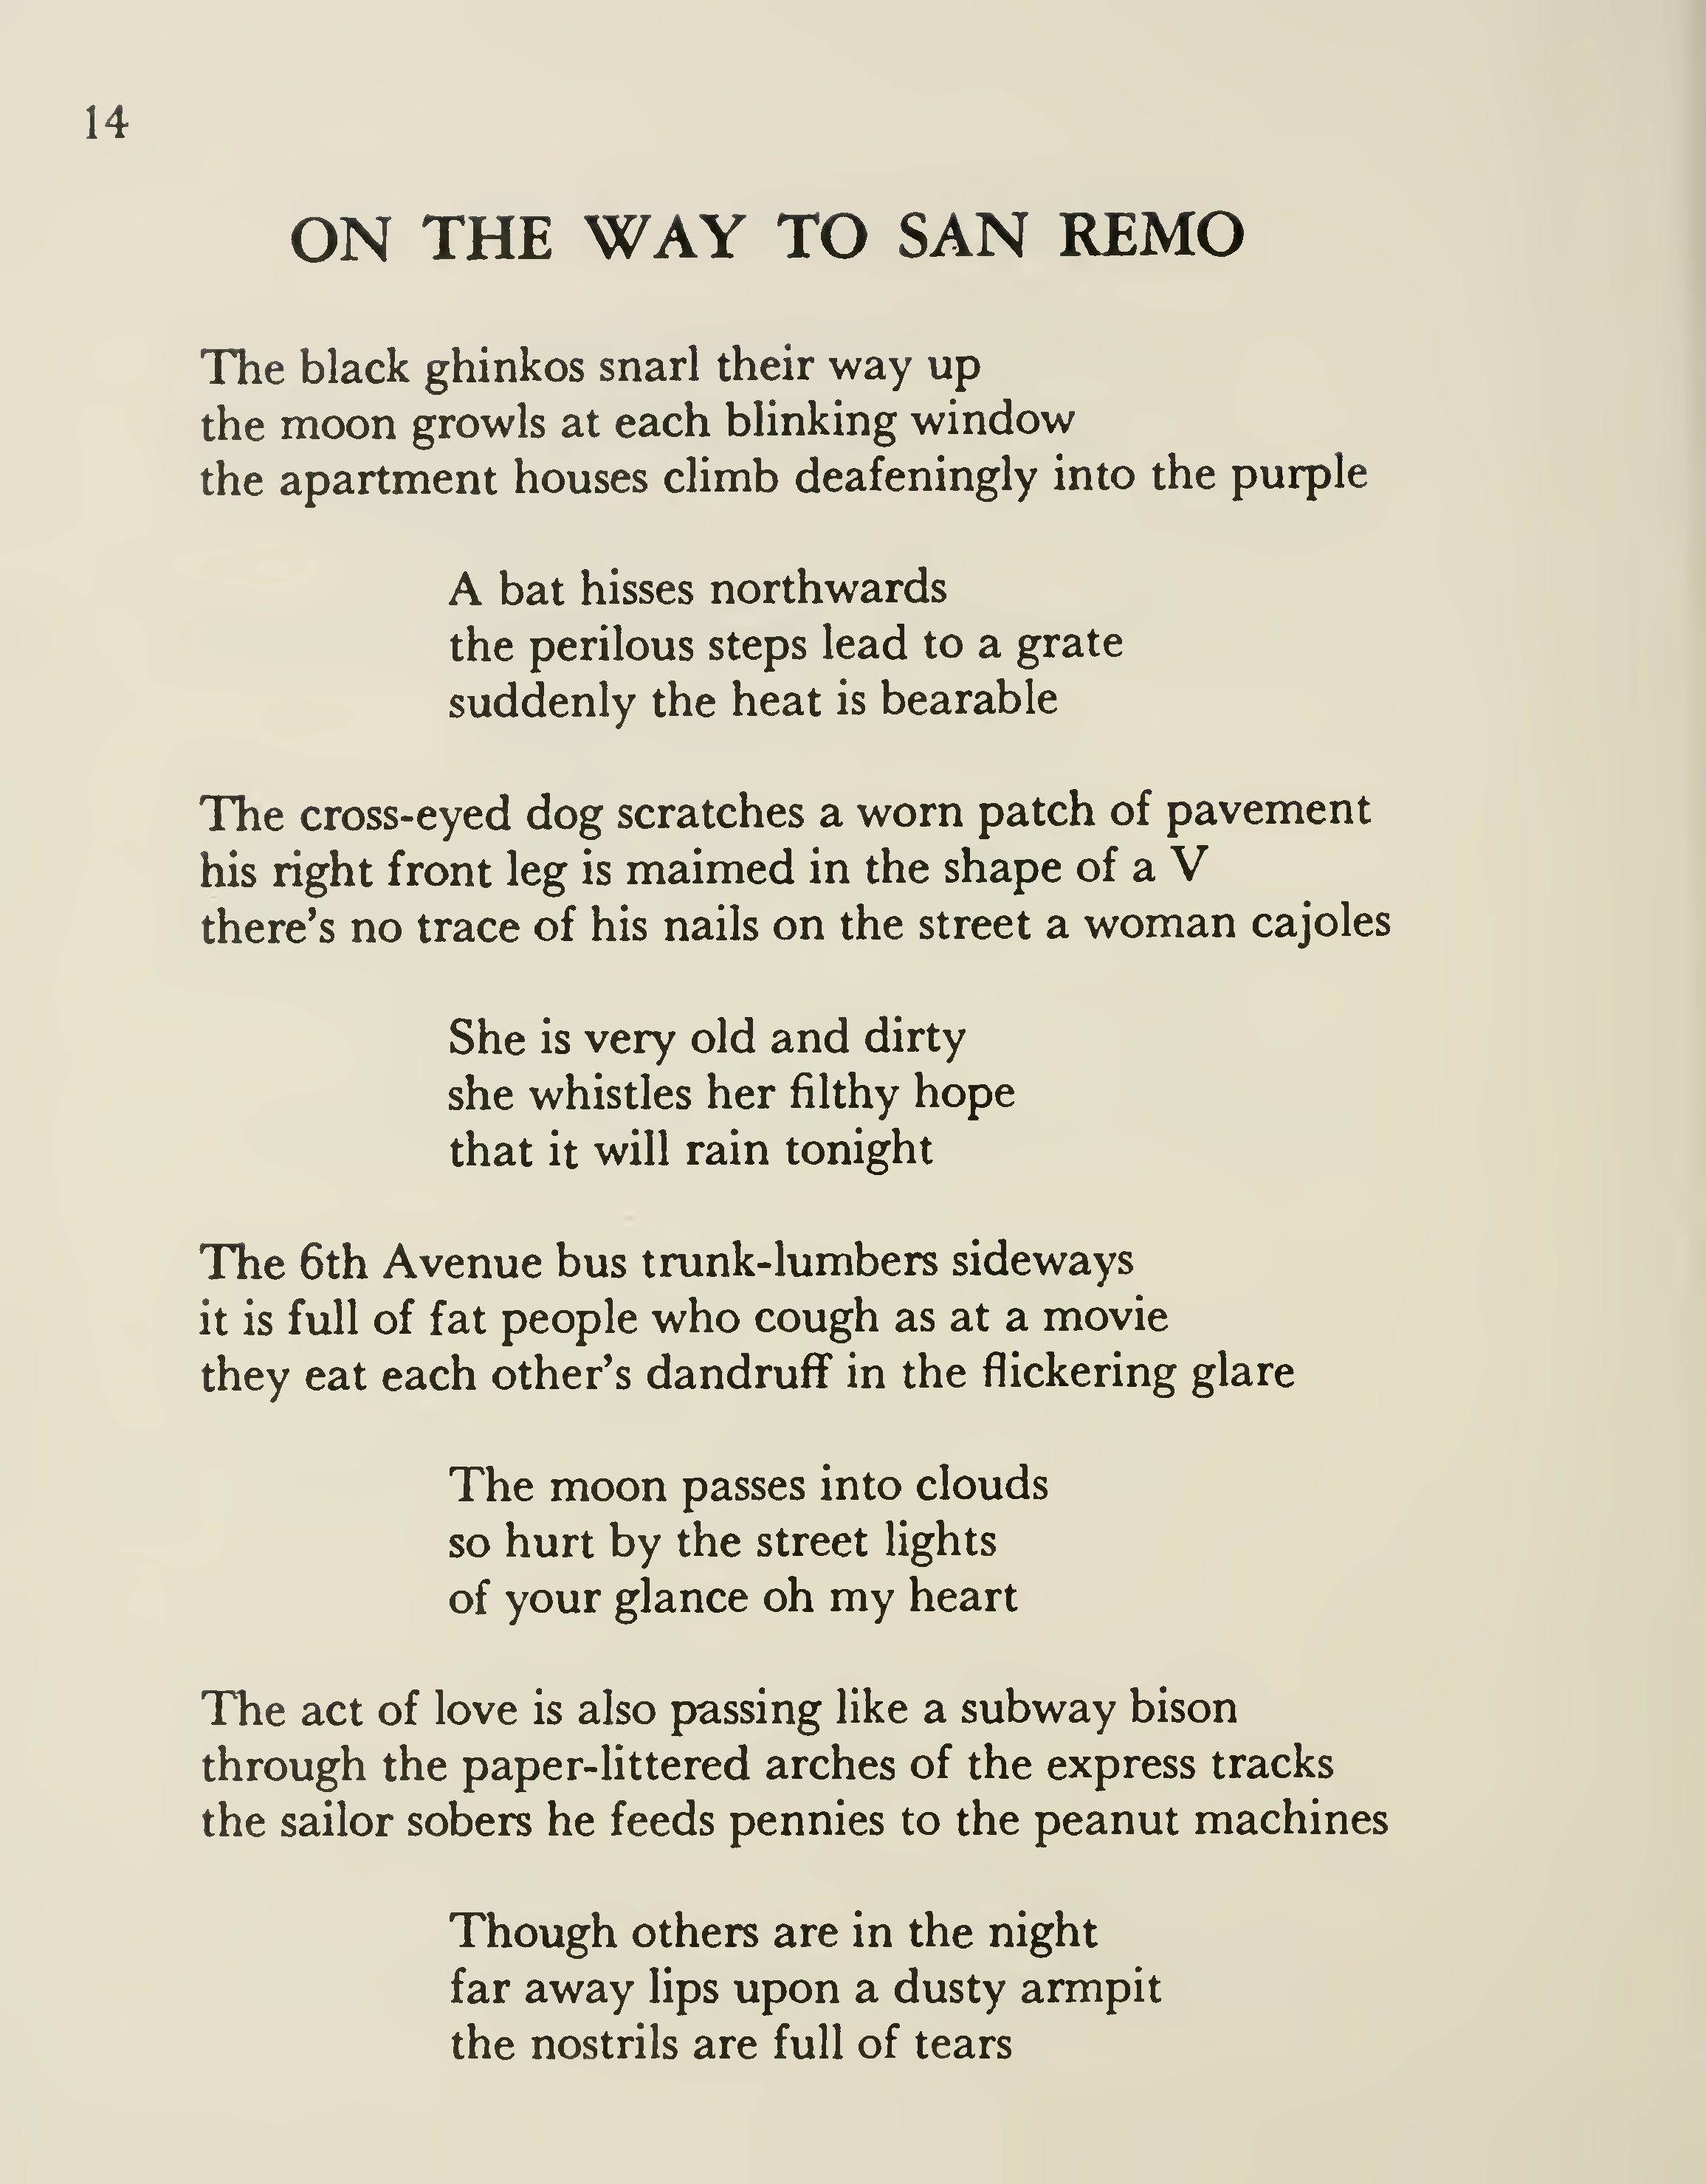 14
ON THE WAY TO SAN REMO
The black ghinkos snarl their way up
the moon growls at each blinking window
the apartment houses climb deafeningly into the purple
A bat hisses northwards
the perilous steps lead to a grate
suddenly the heat is bearable
The cross-eyed dog scratches a worn patch of pavement
his right front leg is maimed in the shape of a V
there's no trace of his nails on the street a woman cajoles
She is very old and dirty
she whistles her filthy hope
that it will rain tonight
The 6th Avenue bus trunk-lumbers sideways
it is full of fat people who cough as at a movie
they eat each other's dandruff in the flickering glare
The moon passes into clouds
so hurt by the street lights
of your glance oh my heart
The act of love is also passing like a subway bison
through the paper-littered arches of the express tracks
the sailor sobers he feeds pennies to the peanut machines
Though others are in the night
far away lips upon a dusty armpit
the nostrils are full of tears